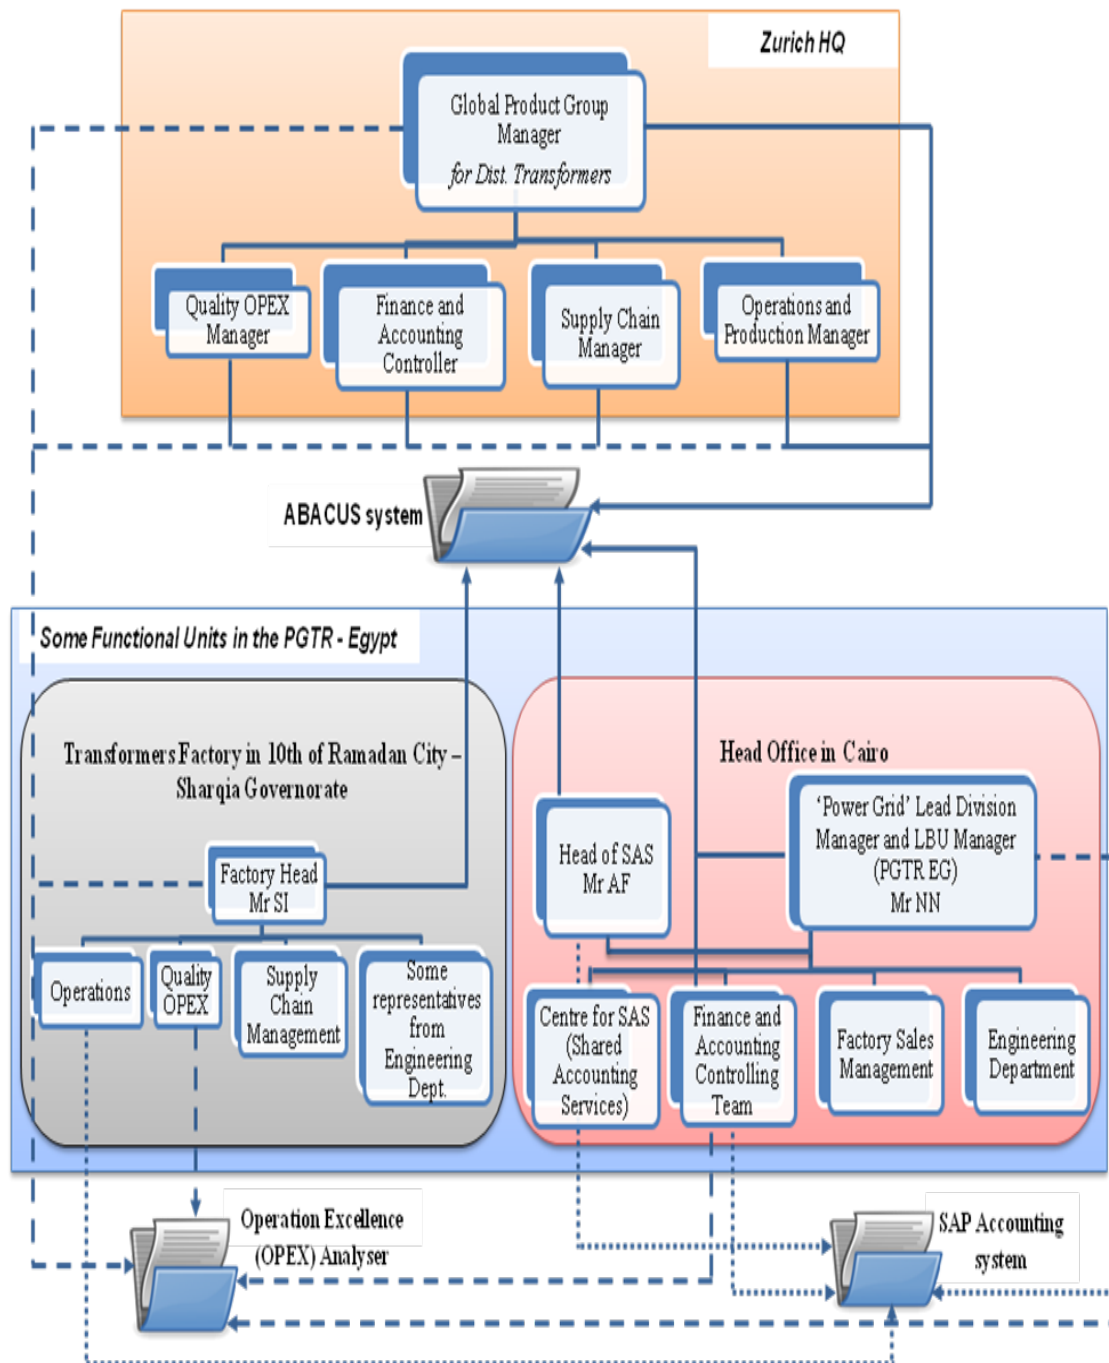 Zurich HQ
Global Product Group
Manager
for Dist. Transformers
Quality OPEX
Manager
Finance and
Accounting
Controller
Supply Chain
Manager
Operations and
Production Manager
ABACUS system
Some Functional Units in the PGTR - Egypt
Transformers Factory in 10th of Ramadan City –
Sharqia Governorate
Factory Head
Mr SI
Operations
Quality
OPEX
Supply
Chain
Management
Some
representatives
from
Engineering
Dept.
Head Office in Cairo
Head of SAS
Mr AF
‘Power Grid’ Lead Division
Manager and LBU Manager
(PGTR EG)
Mr NN
Centre for SAS
(Shared
Accounting
Services)
Finance and
Accounting
Controlling
Team
Factory Sales
Management
Engineering
Department
Operation Excellence
(OPEX) Analyser
SAP Accounting
system